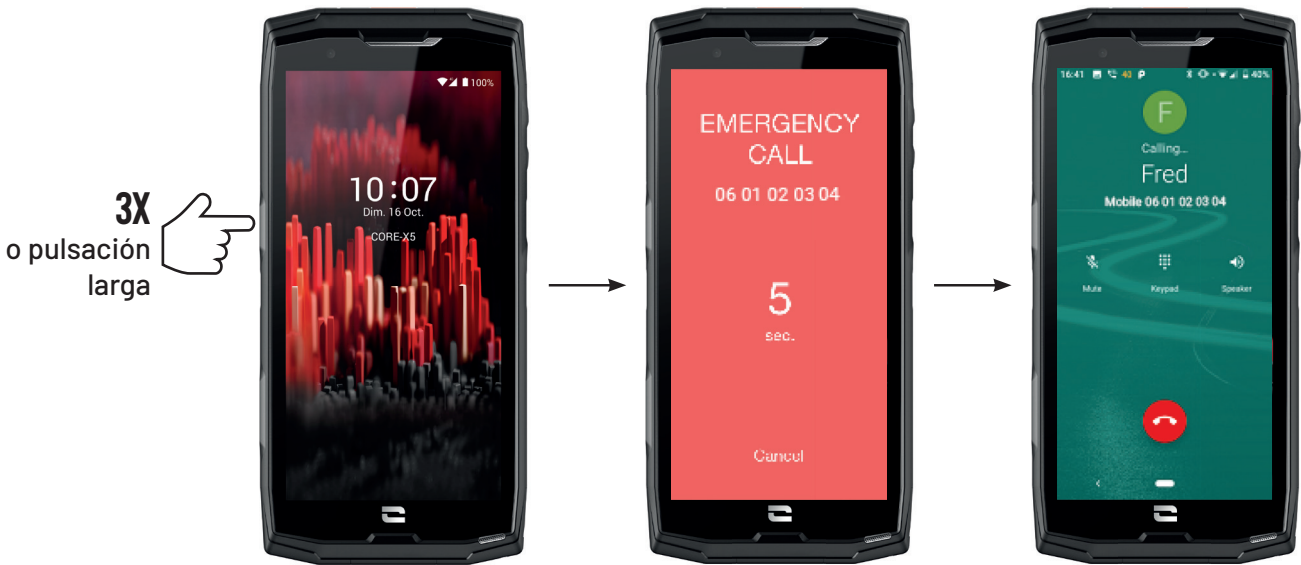 3X
o pulsación
larga
100%
10:07
Dim. 16 Oct.
CORE-X5
EMERGENCY
CALL
06 01 02 03 04
5
sec.
Cancel
16:41 40 40%
F
Calling...
Fred
Mobile 06 01 02 03 04
Mute Keypad Speaker